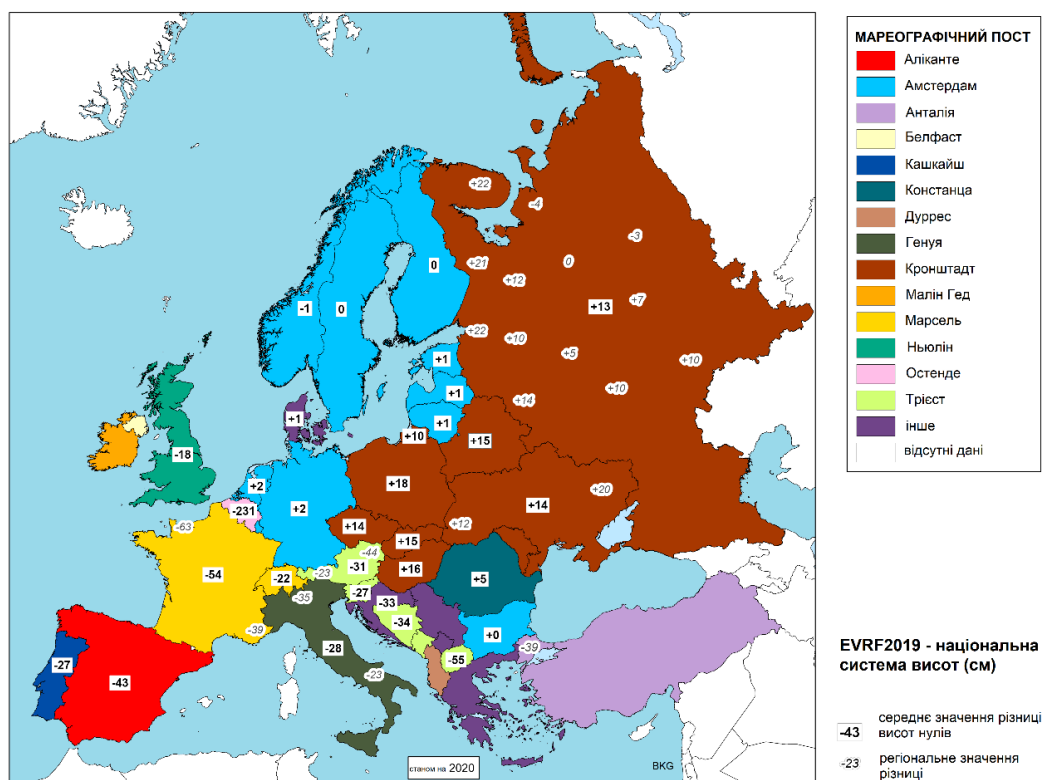 МАРЕОГРАФІЧНИЙ ПОСТ
Аліканте
Амстердам
Анталія
Белфаст
Кашкайш
Констанца
Дуррес
Генуя
Кронштадт
Малін Гед
Марсель
Ньюлін
Остенде
Трієст
інше
відсутні дані
+22
-4
-3
0
+21
0
+12
-1
0
+13
+7
+22
+10
+1
+5
+10
+1
+10
+14
+1
+1
+10
+15
-18
+18
+2
+20
+2
+14
-231
+12
-63
+14
+15
-44
-31
-54
-23
+16
-22
+5
-27
-35
-33
-34
-39
+0
-28
-39
-55
-27
-23
-43
EVRF2019 - національна
система висот (см)
-43 середнє значення різниці
висот нулів
-23 регіональне значення
різниці
станом на 2020
BKG